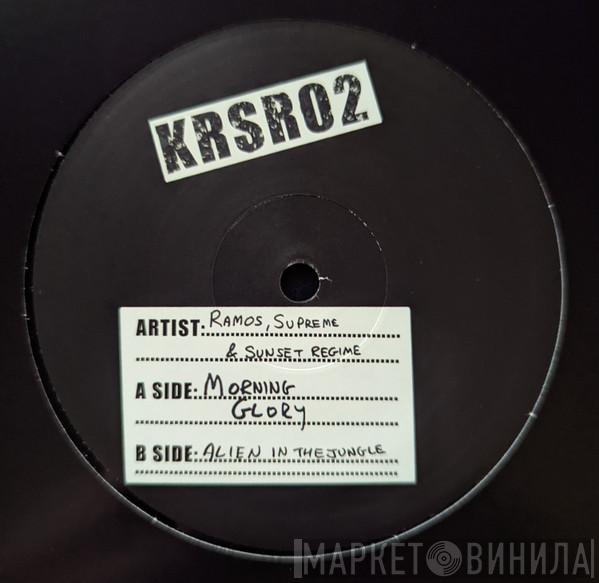 KRSR02
ARTIST: RAMOS, SUPREME
& SUNSET REGIME
A SIDE: MORNING
GLORY
B SIDE: ALIEN IN THE JUNGLE
МАРКЕТ ВИНИЛА